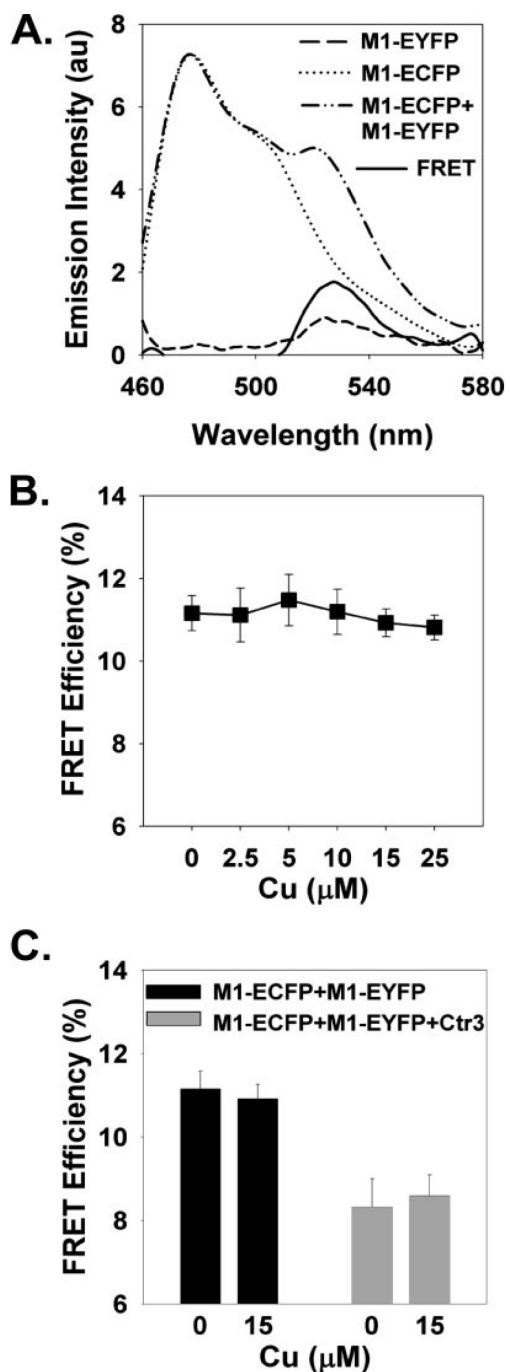 A.
M1-EYFP
M1-ECFP
M1-ECFP+
M1-EYFP
FRET
Emission Intensity (au)
8
6
4
2
0
460 500 540 580
Wavelength (nm)
B.
FRET Efficiency (%)
14
12
10
8
6
0 2.5 5 10 15 25
Cu (μM)
C.
M1-ECFP+M1-EYFP
M1-ECFP+M1-EYFP+Ctr3
FRET Efficiency (%)
14
12
10
8
6
0 15 0 15
Cu (μM)